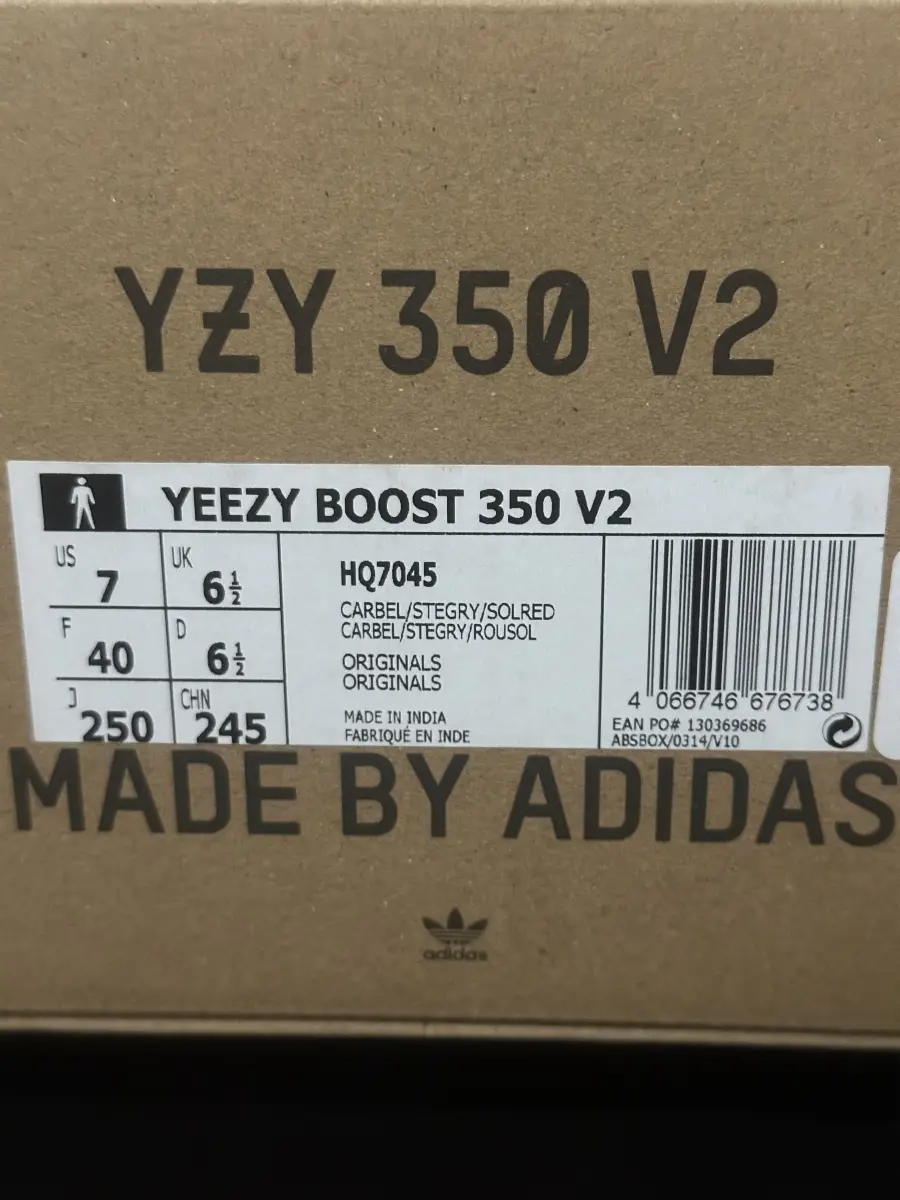 YZY 350 V2
YEEZY BOOST 350 V2
US 7 UK 6½
F 40 D 6½
J 250 CHN 245
HQ7045
CARBEL/STEGRY/SOLRED
CARBEL/STEGRY/ROUSOL
ORIGINALS
ORIGINALS
MADE IN INDIA
FABRIQUÉ EN INDE
4 066746 676738
EAN PO# 130369686
ABSBOX/0314/V10
MADE BY ADIDAS
adidas